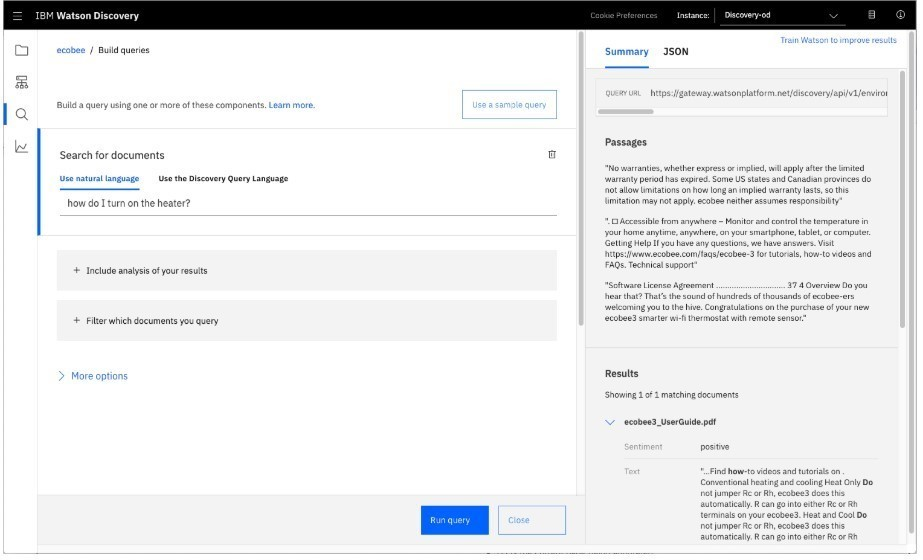 IBM Watson Discovery
Cookie Preferences
Instance:
Discovery-od
ecobee / Build queries
Build a query using one or more of these components. Learn more.
Use a sample query
Search for documents
Use natural language
Use the Discovery Query Language
how do I turn on the heater?
+ Include analysis of your results
+ Filter which documents you query
More options
Run query
Close
Train Watson to improve results
Summary
JSON
QUERY URL
https://gateway.watsonplatform.net/discovery/api/v1/enviror
Passages
"No warranties, whether express or implied, will apply after the limited
warranty period has expired. Some US states and Canadian provinces do
not allow limitations on how long an implied warranty lasts, so this
limitation may not apply. ecobee neither assumes responsibility"
". □ Accessible from anywhere – Monitor and control the temperature in
your home anytime, anywhere, on your smartphone, tablet, or computer.
Getting Help If you have any questions, we have answers. Visit
https://www.ecobee.com/faqs/ecobee-3 for tutorials, how-to videos and
FAQs. Technical support"
"Software License Agreement ............................... 37 4 Overview Do you
hear that? That's the sound of hundreds of thousands of ecobee-ers
welcoming you to the hive. Congratulations on the purchase of your new
ecobee3 smarter wi-fi thermostat with remote sensor."
Results
Showing 1 of 1 matching documents
ecobee3_UserGuide.pdf
Sentiment
positive
Text
"...Find how-to videos and tutorials on .
Conventional heating and cooling Heat Only Do
not jumper Rc or Rh, ecobee3 does this
automatically. R can go into either Rc or Rh
terminals on your ecobee3. Heat and Cool Do
not jumper Rc or Rh, ecobee3 does this
automatically. R can go into either Rc or Rh